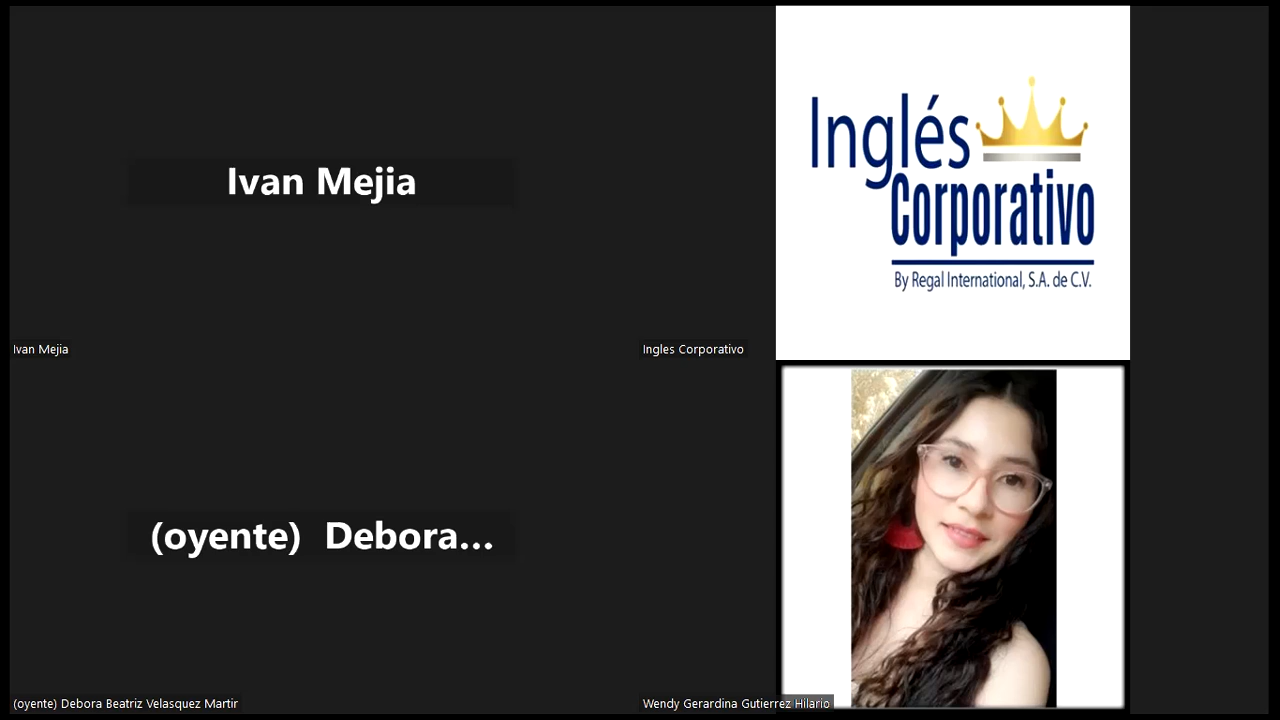 Ivan Mejia
Inglés
Corporativo
By Regal International, S.A. de C.V.
Ivan Mejia
Ingles Corporativo
(oyente) Debora...
(oyente) Debora Beatriz Velasquez Martir
Wendy Gerardina Gutierrez Hilario